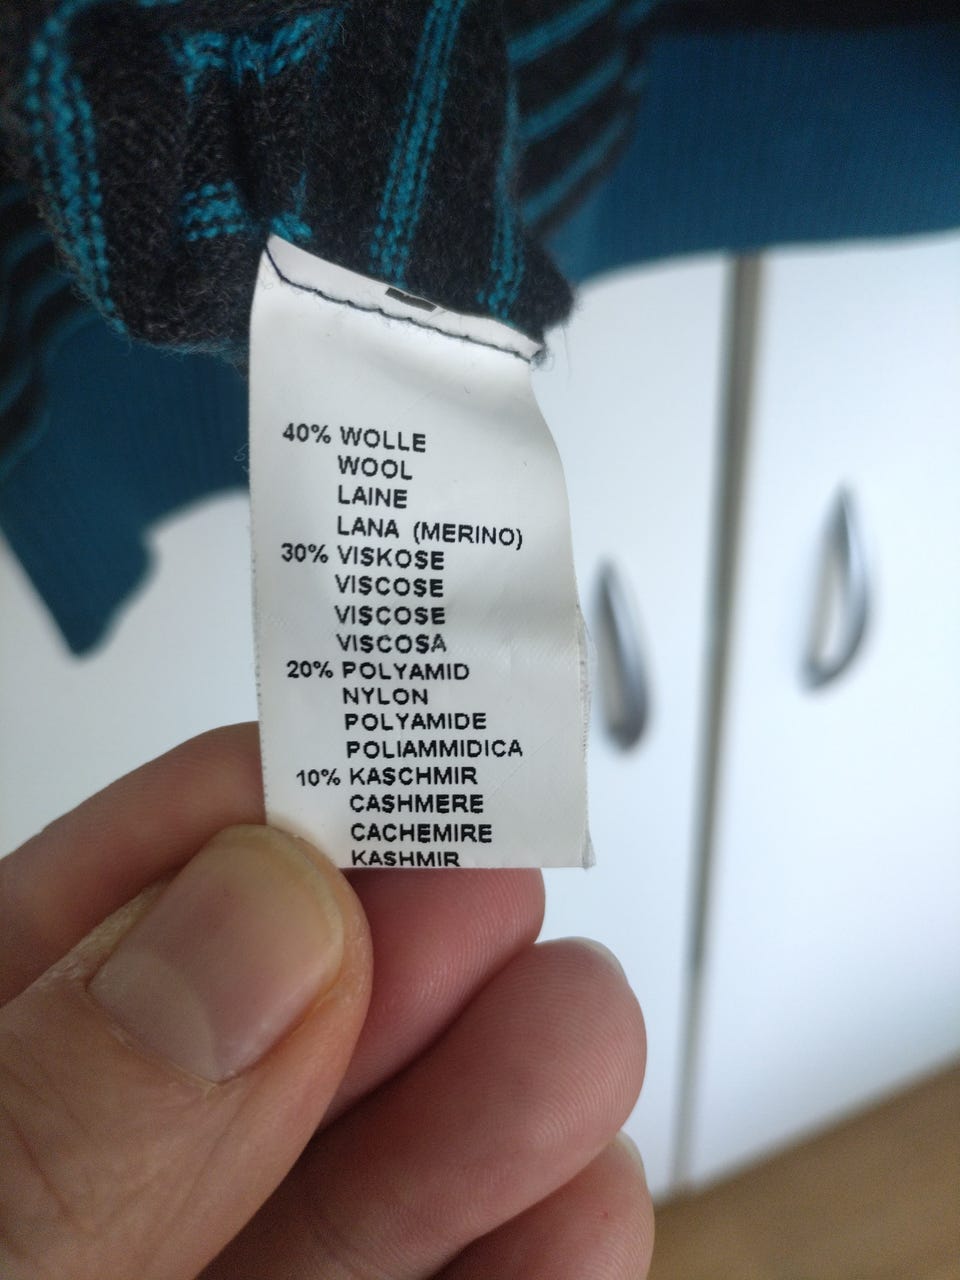 40% WOLLE
WOOL
LAINE
LANA (MERINO)
30% VISKOSE
VISCOSE
VISCOSE
VISCOSA
20% POLYAMID
NYLON
POLYAMIDE
POLIAMMIDICA
10% KASCHMIR
CASHMERE
CACHEMIRE
KASHMIR